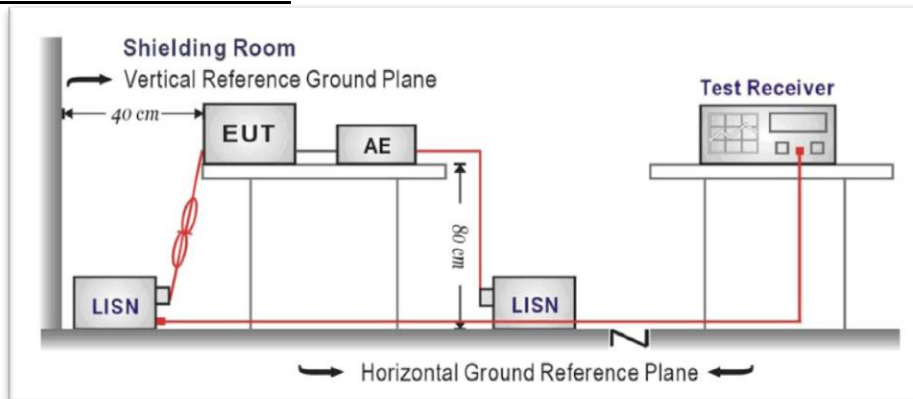 Shielding Room
Vertical Reference Ground Plane
40 cm
EUT
AE
Test Receiver
80 cm
LISN
LISN
Horizontal Ground Reference Plane